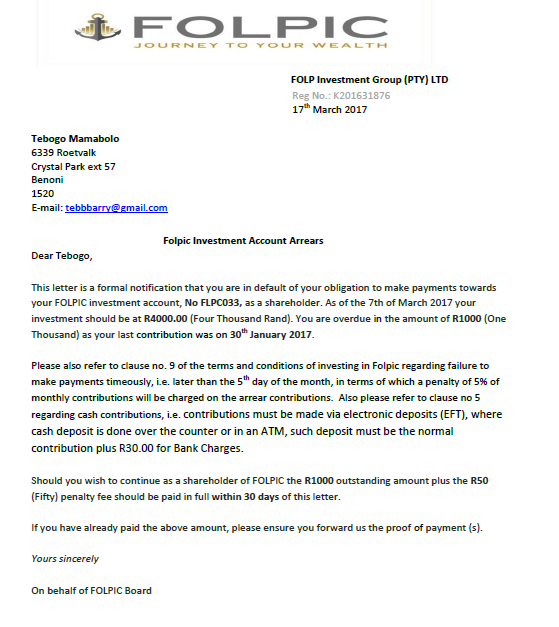 FOLPIC
JOURNEY TO YOUR WEALTH
FOLP Investment Group (PTY) LTD
Reg No.: K201631876
17th March 2017
Tebogo Mamabolo
6339 Roetvalk
Crystal Park ext 57
Benoni
1520
E-mail: tebbbarry@gmail.com
Folpic Investment Account Arrears
Dear Tebogo,
This letter is a formal notification that you are in default of your obligation to make payments towards
your FOLPIC investment account, No FLPC033, as a shareholder. As of the 7th of March 2017 your
investment should be at R4000.00 (Four Thousand Rand). You are overdue in the amount of R1000 (One
Thousand) as your last contribution was on 30th January 2017.
Please also refer to clause no. 9 of the terms and conditions of investing in Folpic regarding failure to
make payments timeously, i.e. later than the 5th day of the month, in terms of which a penalty of 5% of
monthly contributions will be charged on the arrear contributions. Also please refer to clause no 5
regarding cash contributions, i.e. contributions must be made via electronic deposits (EFT), where
cash deposit is done over the counter or in an ATM, such deposit must be the normal
contribution plus R30.00 for Bank Charges.
Should you wish to continue as a shareholder of FOLPIC the R1000 outstanding amount plus the R50
(Fifty) penalty fee should be paid in full within 30 days of this letter.
If you have already paid the above amount, please ensure you forward us the proof of payment (s).
Yours sincerely
On behalf of FOLPIC Board